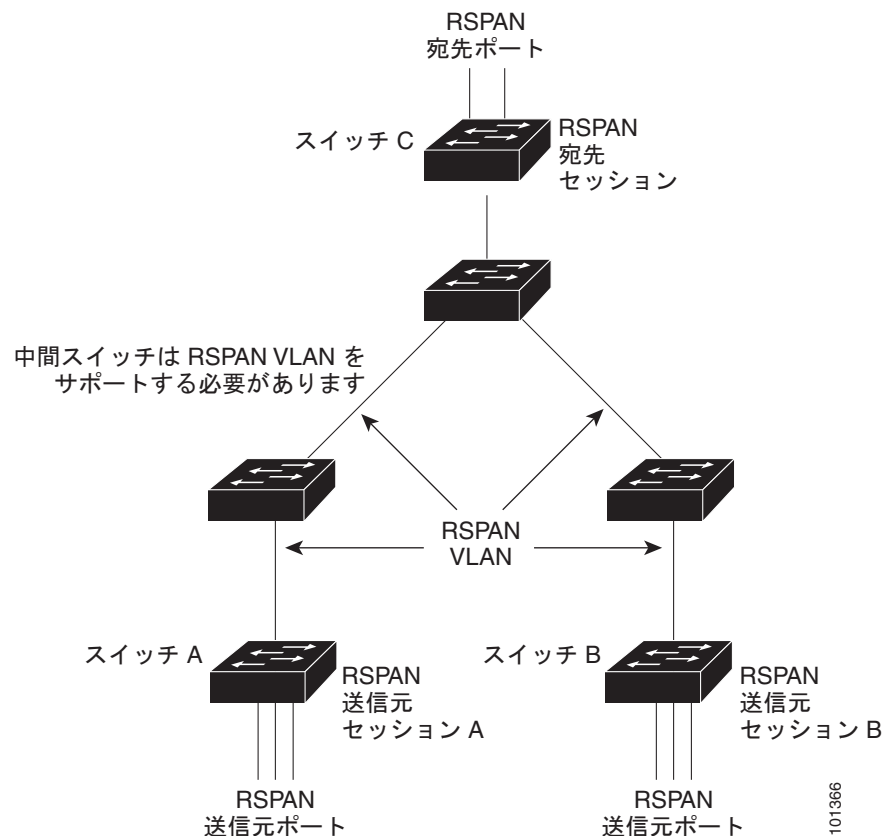 RSPAN
宛先ポート
スイッチ C
RSPAN
宛先
セッション
中間スイッチは RSPAN VLAN を
サポートする必要があります
RSPAN
VLAN
スイッチ A
RSPAN
送信元
セッション A
スイッチ B
RSPAN
送信元
セッション B
RSPAN
送信元ポート
RSPAN
送信元ポート
101366